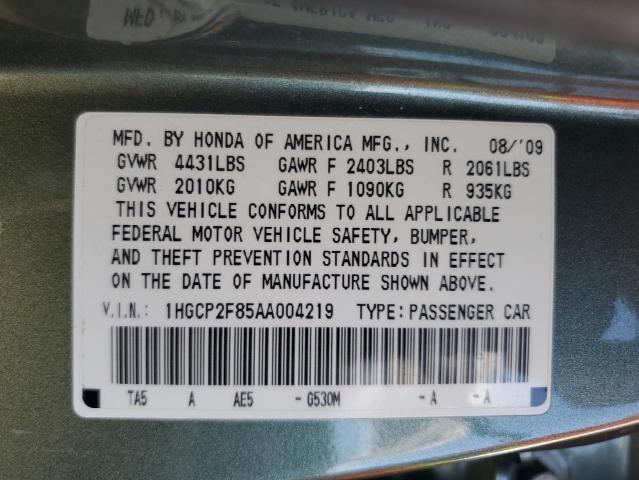 MFD. BY HONDA OF AMERICA MFG., INC. 08/'09
GVWR 4431LBS GAWR F 2403LBS R 2061LBS
GVWR 2010KG GAWR F 1090KG R 935KG
THIS VEHICLE CONFORMS TO ALL APPLICABLE
FEDERAL MOTOR VEHICLE SAFETY, BUMPER,
AND THEFT PREVENTION STANDARDS IN EFFECT
ON THE DATE OF MANUFACTURE SHOWN ABOVE.
V.I.N.: 1HGCP2F85AA004219 TYPE: PASSENGER CAR
TA5 A AE5 - G530M - A - A